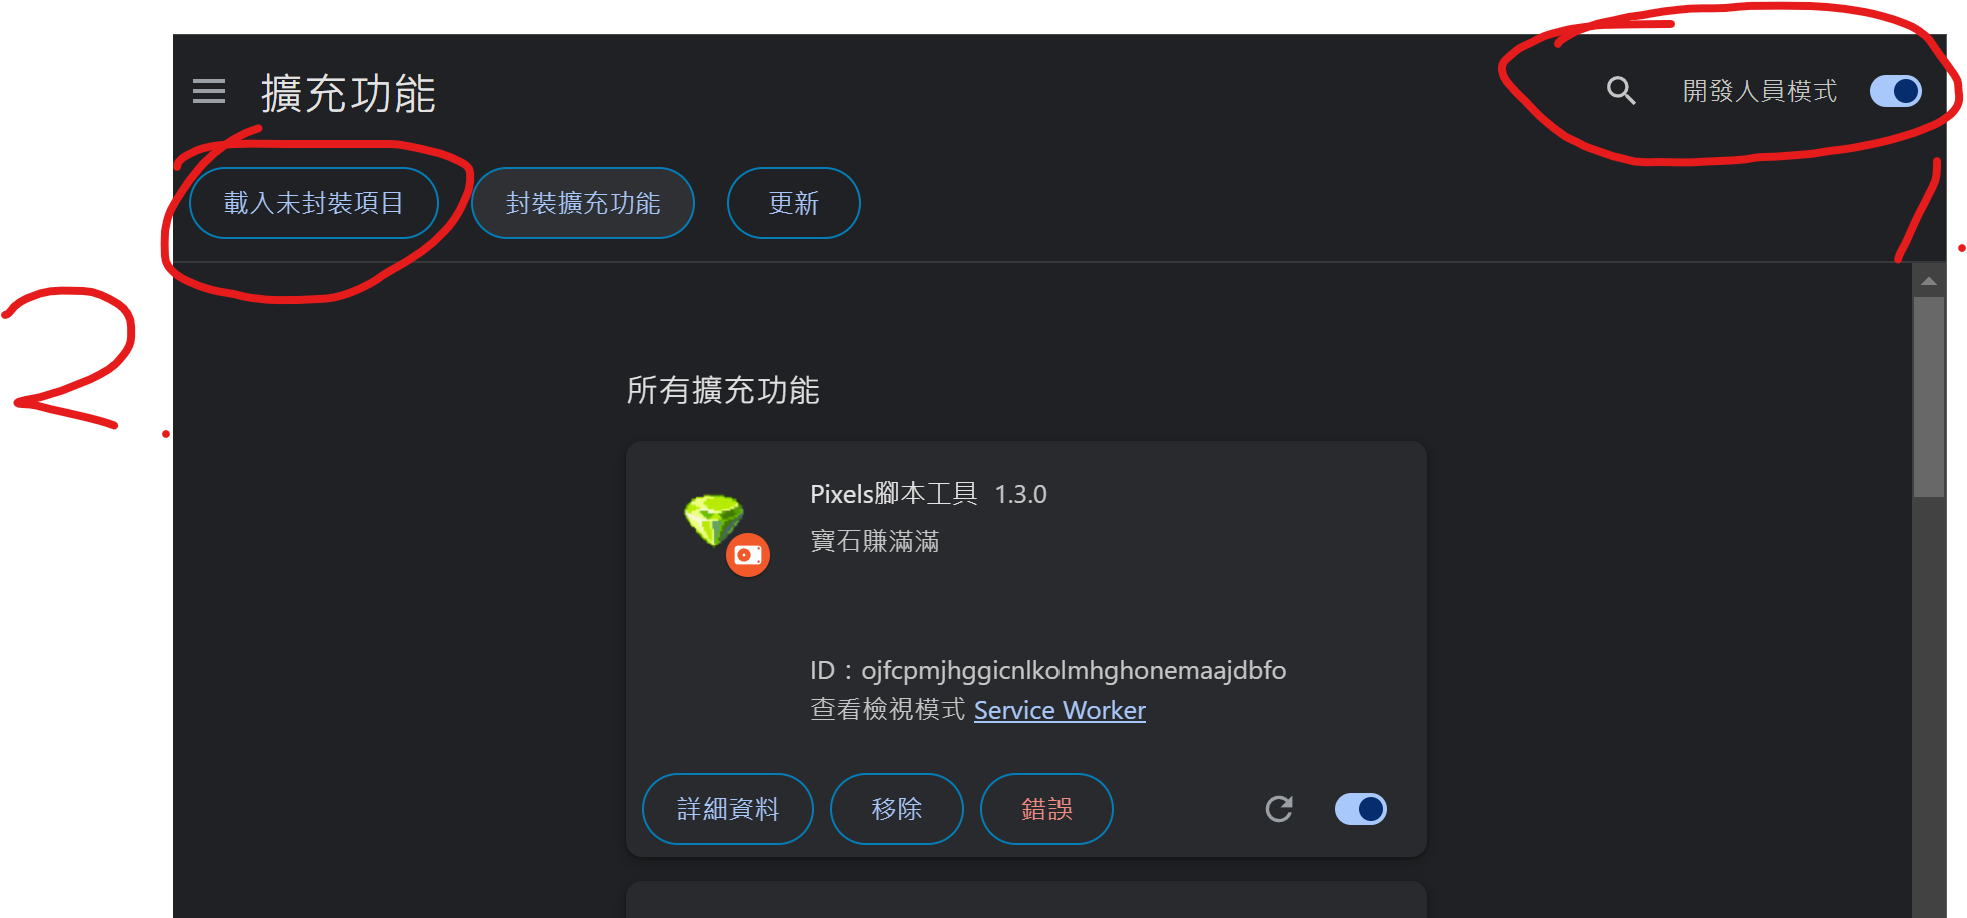 擴充功能
開發人員模式
1.
載入未封裝項目
封裝擴充功能
更新
2.
所有擴充功能
Pixels腳本工具 1.3.0
寶石賺滿滿
ID：ojfcpmjhggicnlkolmhghonemaajdbfo
查看檢視模式 Service Worker
詳細資料
移除
錯誤